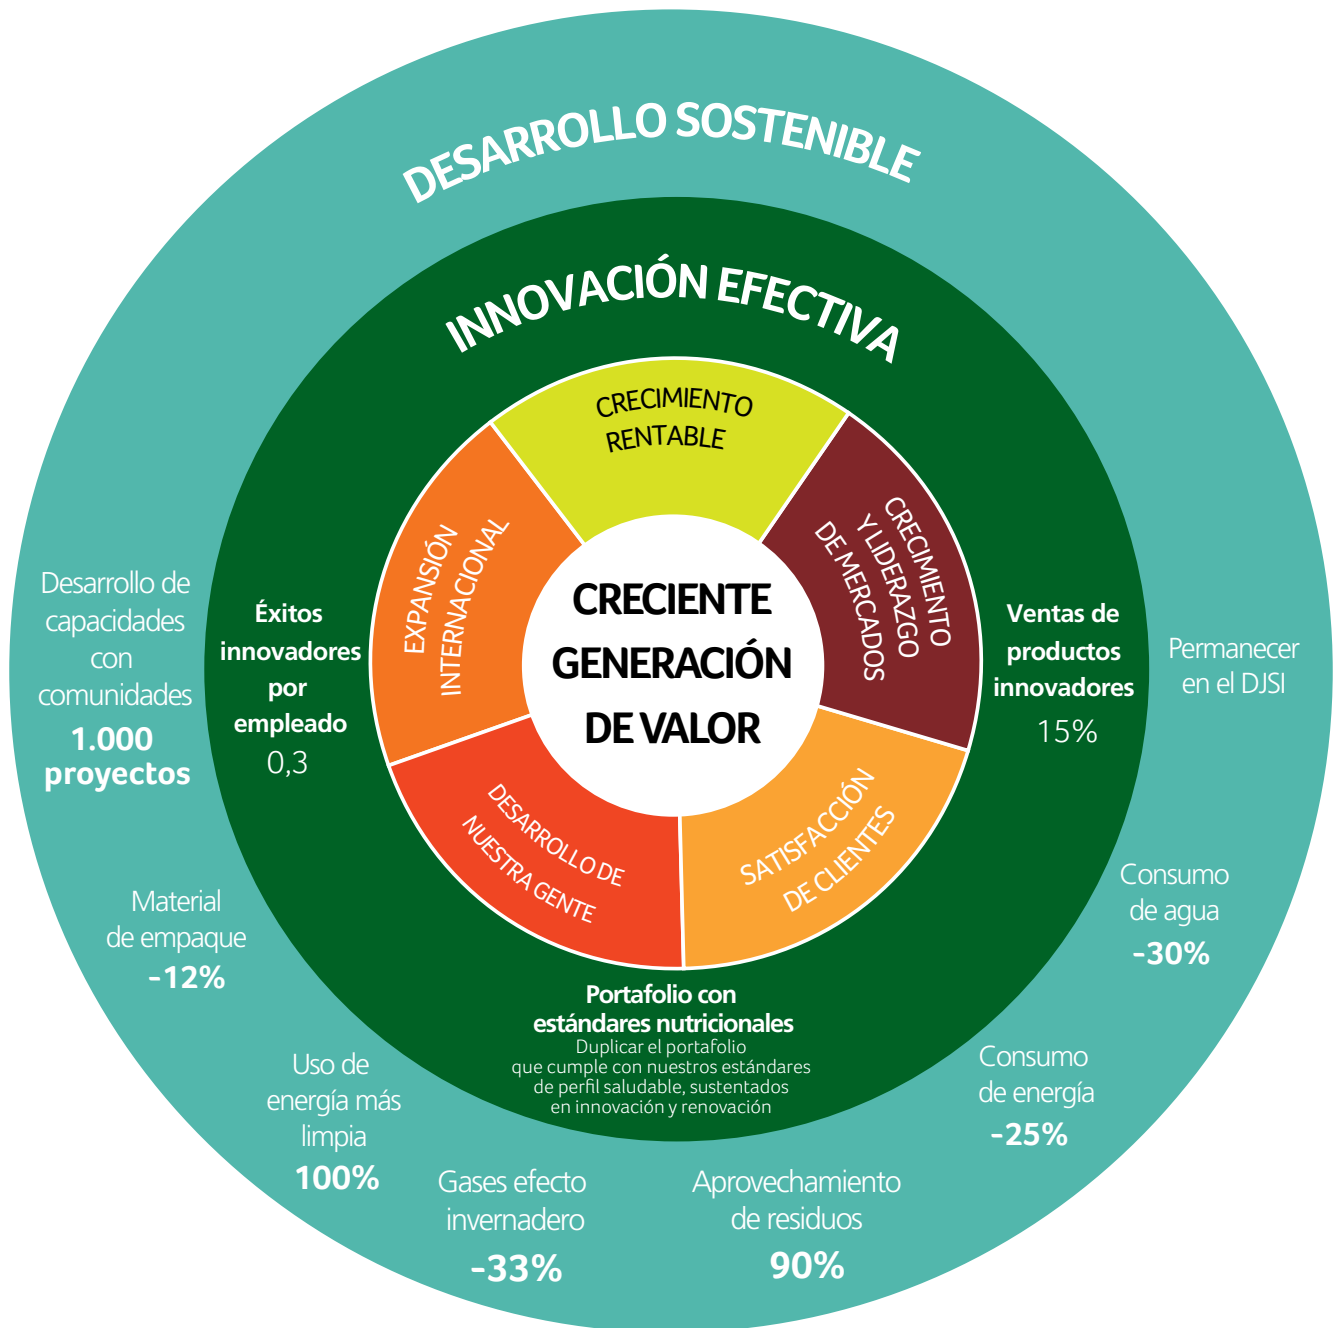 DESARROLLO SOSTENIBLE
INNOVACIÓN EFECTIVA
CRECIMIENTO
RENTABLE
EXPANSIÓN
INTERNACIONAL
CRECIMIENTO
Y LIDERAZGO
DE MERCADOS
CRECIENTE
GENERACIÓN
DE VALOR
DESARROLLO DE
NUESTRA GENTE
SATISFACCIÓN
DE CLIENTES
Desarrollo de
capacidades
con
comunidades
1.000
proyectos
Éxitos
innovadores
por
empleado
0,3
Ventas de
productos
innovadores
15%
Permanecer
en el DJSI
Material
de empaque
-12%
Consumo
de agua
-30%
Portafolio con
estándares nutricionales
Duplicar el portafolio
que cumple con nuestros estándares
de perfil saludable, sustentados
en innovación y renovación
Uso de
energía más
limpia
100%
Consumo
de energía
-25%
Gases efecto
invernadero
-33%
Aprovechamiento
de residuos
90%